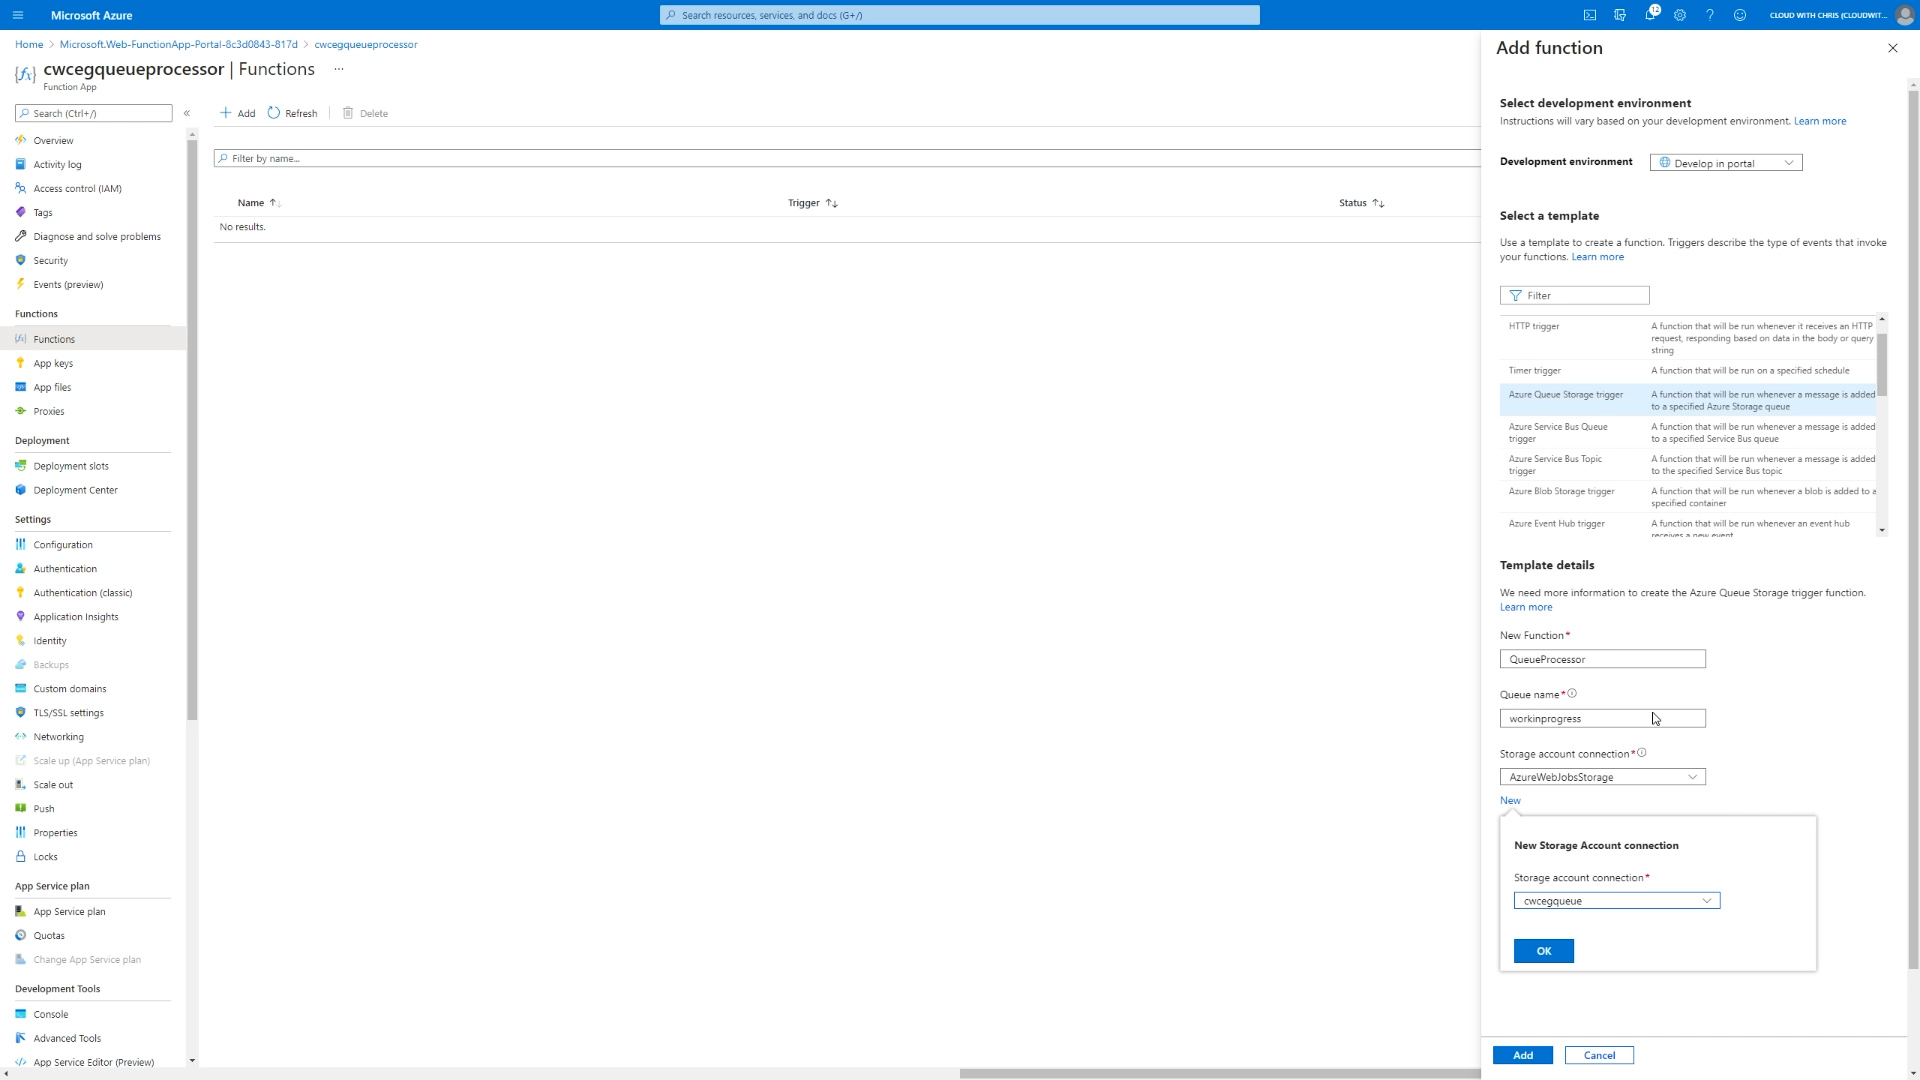 Microsoft Azure
Search resources, services, and docs (G+/)
12
CLOUD WITH CHRIS (CLOUDWIT...
Home > Microsoft.Web-FunctionApp-Portal-8c3d0843-817d > cwcegqueueprocessor
cwcegqueueprocessor | Functions ...
Function App
Search (Ctrl+/)
«
Overview
Activity log
Access control (IAM)
Tags
Diagnose and solve problems
Security
Events (preview)
Functions
Functions
App keys
App files
Proxies
Deployment
Deployment slots
Deployment Center
Settings
Configuration
Authentication
Authentication (classic)
Application Insights
Identity
Backups
Custom domains
TLS/SSL settings
Networking
Scale up (App Service plan)
Scale out
Push
Properties
Locks
App Service plan
App Service plan
Quotas
Change App Service plan
Development Tools
Console
Advanced Tools
App Service Editor (Preview)
Add Refresh Delete
Filter by name...
Name Trigger Status
No results.
Add function
Select development environment
Instructions will vary based on your development environment. Learn more
Development environment Develop in portal
Select a template
Use a template to create a function. Triggers describe the type of events that invoke
your functions. Learn more
Filter
HTTP trigger A function that will be run whenever it receives an HTTP
request, responding based on data in the body or query
string
Timer trigger A function that will be run on a specified schedule
Azure Queue Storage trigger A function that will be run whenever a message is added
to a specified Azure Storage queue
Azure Service Bus Queue A function that will be run whenever a message is added
trigger to a specified Service Bus queue
Azure Service Bus Topic A function that will be run whenever a message is added
trigger to the specified Service Bus topic
Azure Blob Storage trigger A function that will be run whenever a blob is added to a
specified container
Azure Event Hub trigger A function that will be run whenever an event hub
receives a new event
Template details
We need more information to create the Azure Queue Storage trigger function.
Learn more
New Function*
QueueProcessor
Queue name*
workinprogress
Storage account connection*
AzureWebJobsStorage
New
New Storage Account connection
Storage account connection*
cwcegqueue
OK
Add Cancel